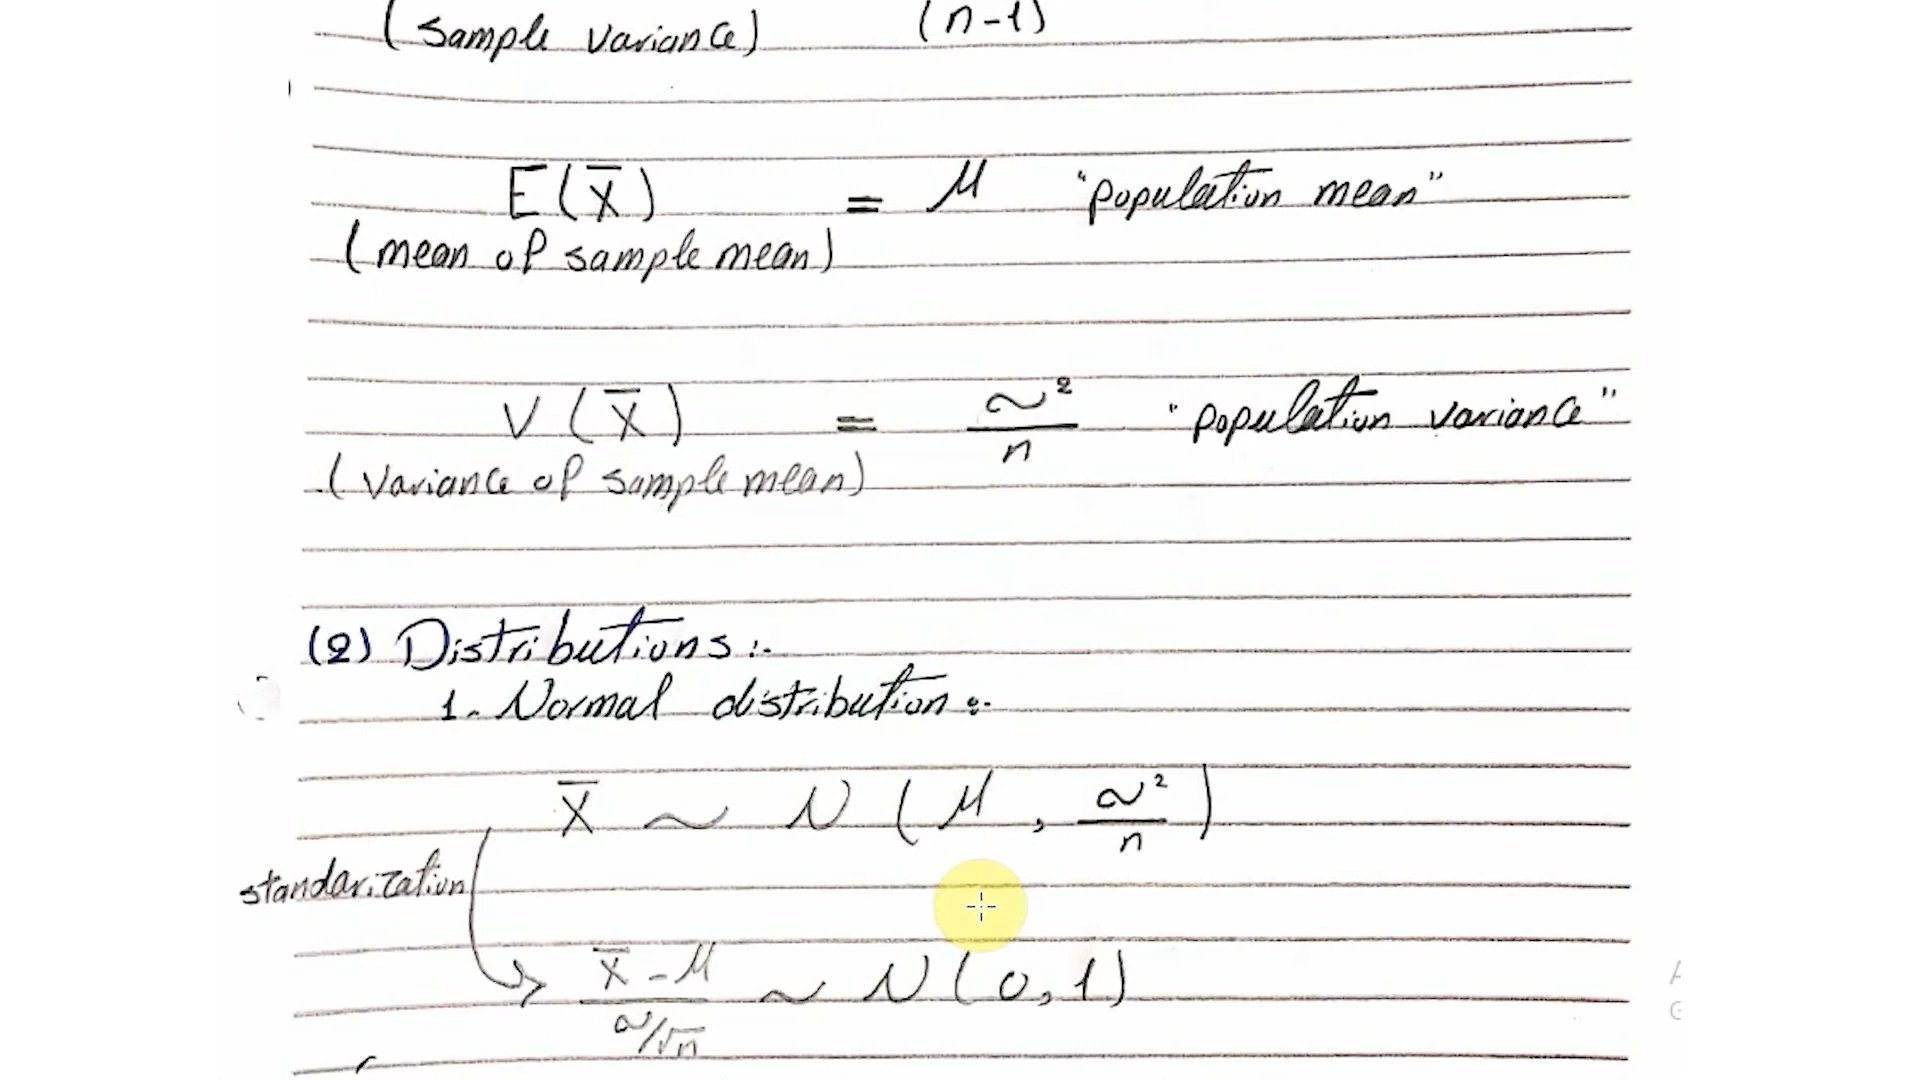 (sample variance) (n-1)
E(X̄) = μ "population mean"
(mean of sample mean)
V(X̄) = σ²/n "population variance"
(variance of sample mean)
(2) Distributions :-
1. Normal distribution :-
X̄ ~ N(μ, σ²/n)
standarization
(X̄ - μ)/(σ/√n) ~ N(0,1)